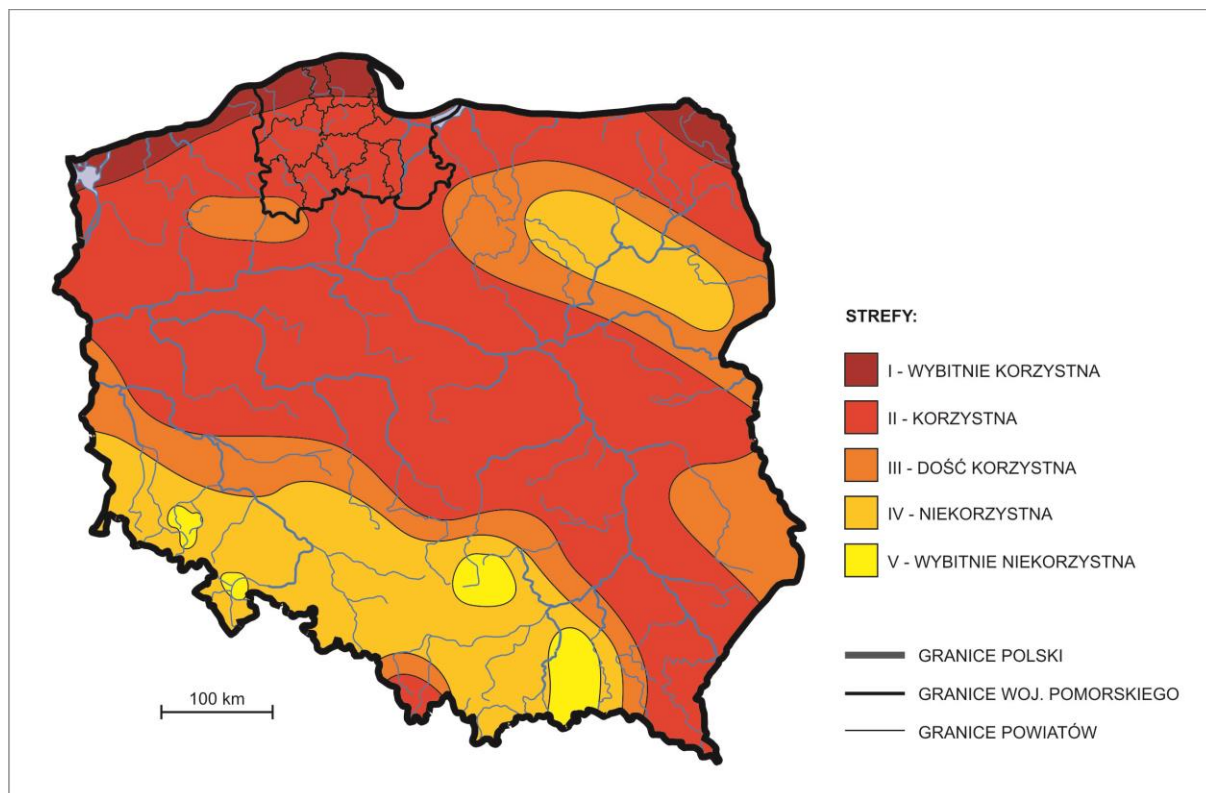 STREFY:
I - WYBITNIE KORZYSTNA
II - KORZYSTNA
III - DOŚĆ KORZYSTNA
IV - NIEKORZYSTNA
V - WYBITNIE NIEKORZYSTNA
GRANICE POLSKI
GRANICE WOJ. POMORSKIEGO
GRANICE POWIATÓW
100 km